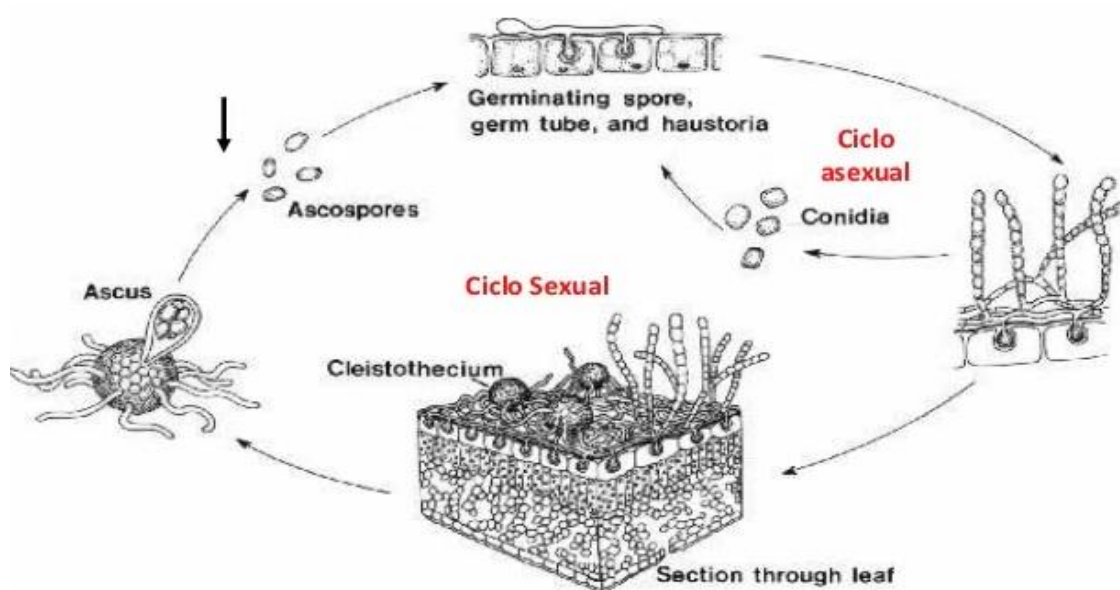 Germinating spore,
germ tube, and haustoria
Ciclo
asexual
Ascospores
Conidia
Ciclo Sexual
Ascus
Cleistothecium
Section through leaf